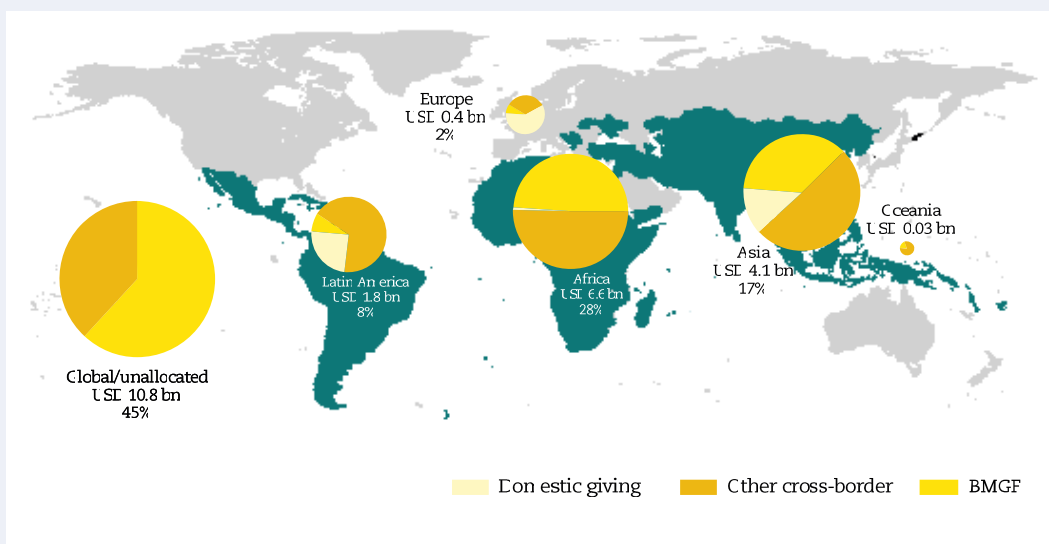 Europe
USD 0.4 bn
2%
Oceania
USD 0.03 bn
Asia
USD 4.1 bn
17%
Latin America
USD 1.8 bn
8%
Africa
USD 6.6 bn
28%
Global/unallocated
USD 10.8 bn
45%
Domestic giving
Other cross-border
BMGF